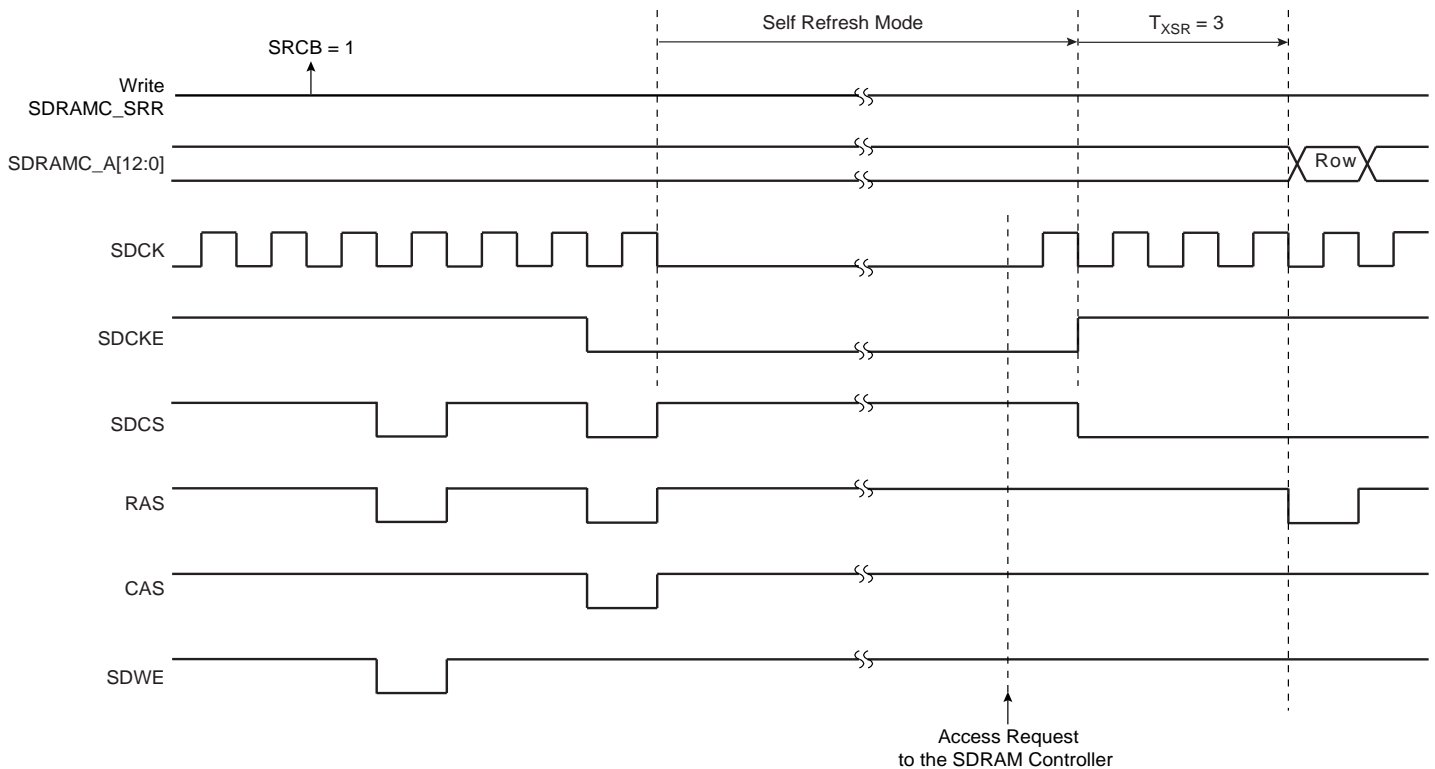 Self Refresh Mode
T_XSR = 3
SRCB = 1
Write
SDRAMC_SRR
SDRAMC_A[12:0]
Row
SDCK
SDCKE
SDCS
RAS
CAS
SDWE
Access Request
to the SDRAM Controller